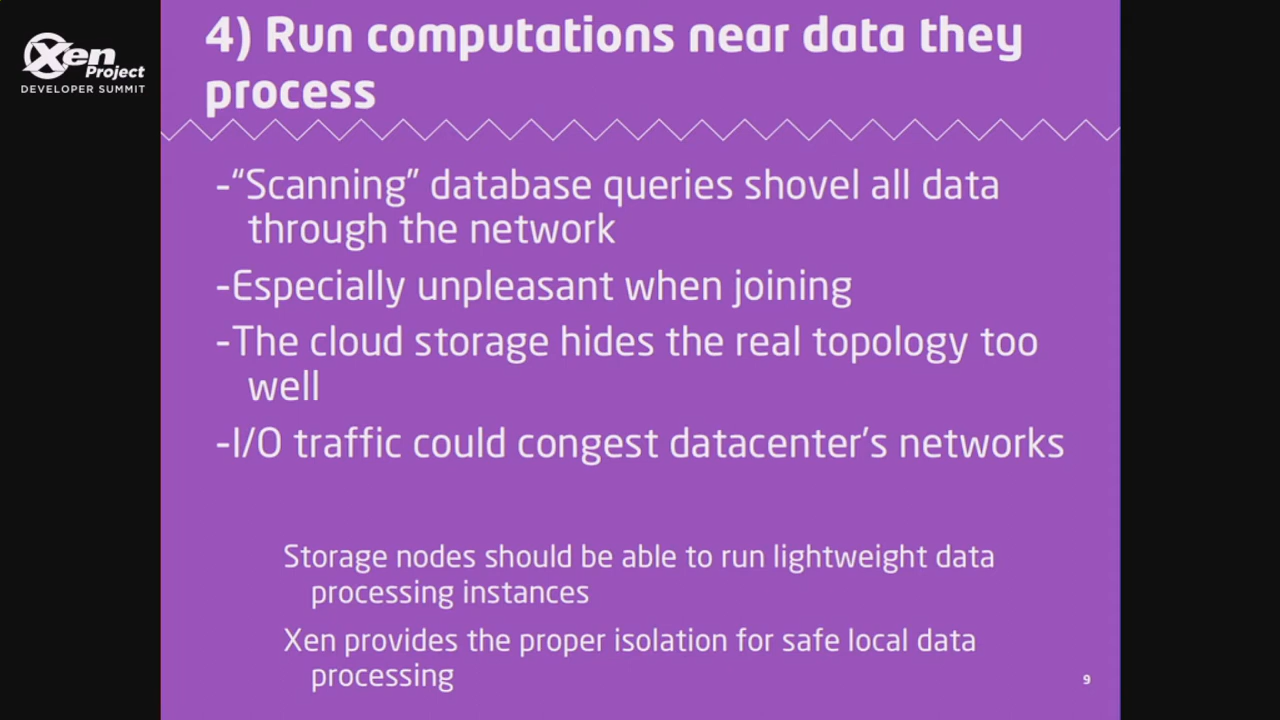 Xen
Project
DEVELOPER SUMMIT
4) Run computations near data they
process
-“Scanning” database queries shovel all data
through the network
-Especially unpleasant when joining
-The cloud storage hides the real topology too
well
-I/O traffic could congest datacenter’s networks
Storage nodes should be able to run lightweight data
processing instances
Xen provides the proper isolation for safe local data
processing
9